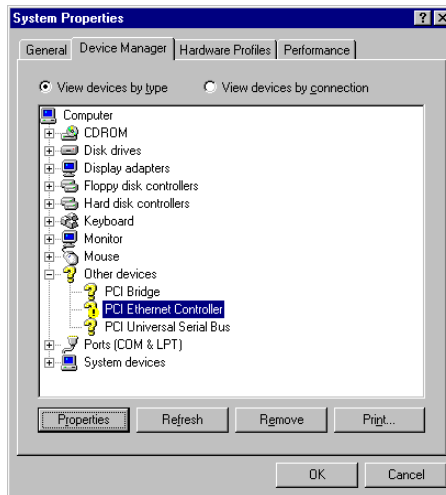 System Properties
General Device Manager Hardware Profiles Performance
View devices by type View devices by connection
Computer
CDROM
Disk drives
Display adapters
Floppy disk controllers
Hard disk controllers
Keyboard
Monitor
Mouse
Other devices
PCI Bridge
PCI Ethernet Controller
PCI Universal Serial Bus
Ports (COM & LPT)
System devices
Properties Refresh Remove Print...
OK Cancel